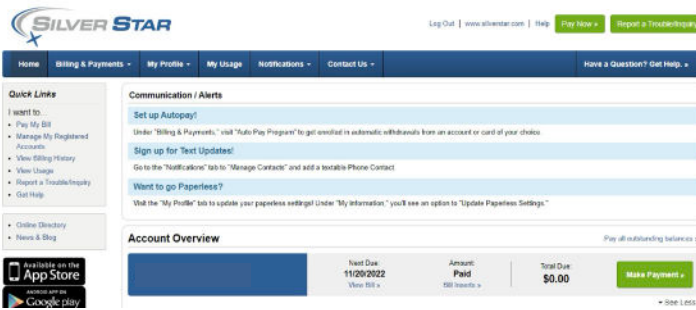 SILVER STAR
Log Out | www.silverstar.com | Help Pay Now » Report a Trouble/Inquiry
Home Billing & Payments My Profile My Usage Notifications Contact Us Have a Question? Get Help. »
Quick Links
I want to...
• Pay My Bill
• Manage My Registered
Accounts
• View Billing History
• View Usage
• Report a Trouble/Inquiry
• Get Help
• Online Directory
• News & Blog
Available on the
App Store
ANDROID APP ON
Google play
Communication / Alerts
Set up Autopay!
Under "Billing & Payments," visit "Auto Pay Program" to get enrolled in automatic withdrawals from an account or card of your choice.
Sign up for Text Updates!
Go to the "Notifications" tab to "Manage Contacts" and add a textable Phone Contact
Want to go Paperless?
Visit the "My Profile" tab to update your paperless settings! Under "My Information," you'll see an option to "Update Paperless Settings."
Account Overview Pay all outstanding balances
Next Due: Amount: Total Due:
11/20/2022 Paid $0.00 Make Payment »
View Bill » Bill Inserts »
See Less